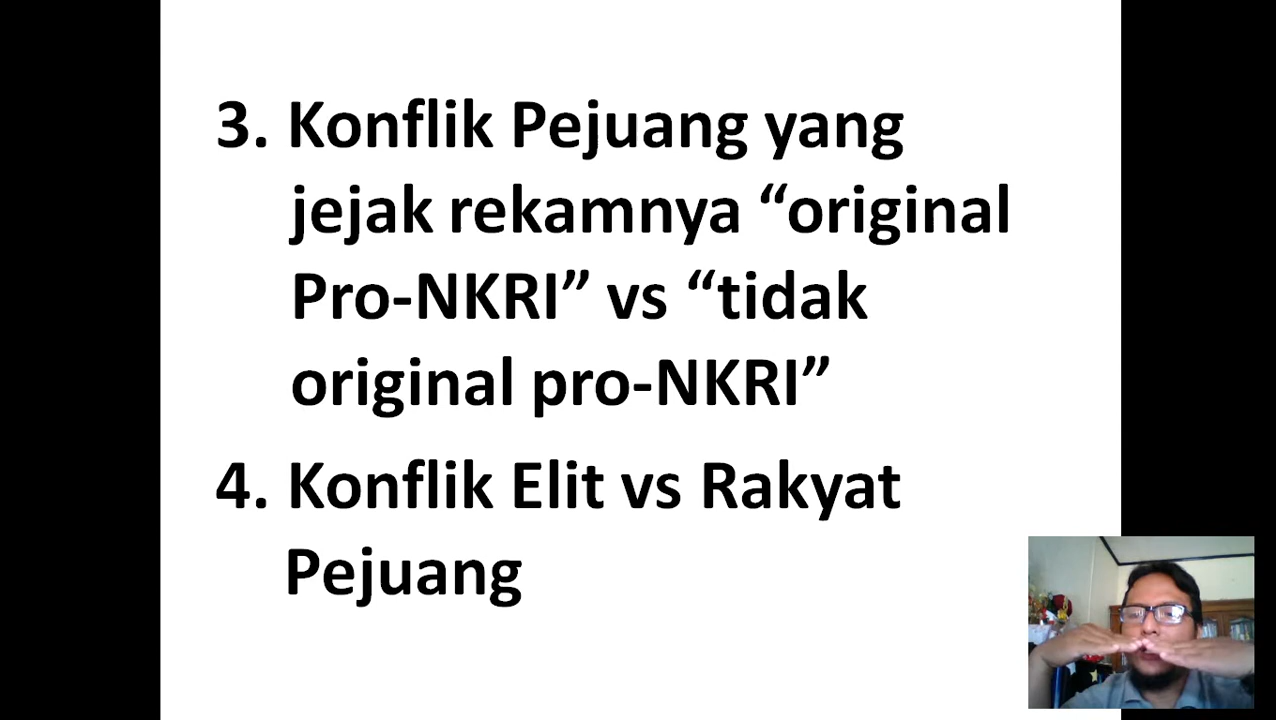 3. Konflik Pejuang yang
jejak rekamnya “original
Pro-NKRI” vs “tidak
original pro-NKRI”
4. Konflik Elit vs Rakyat
Pejuang